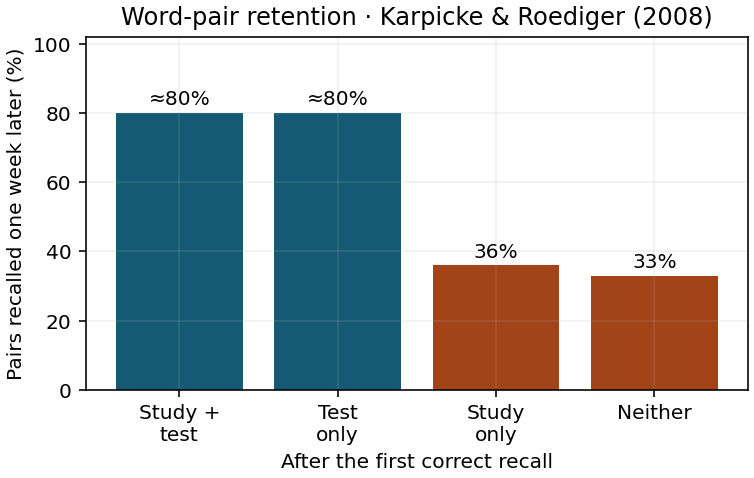 Word-pair retention · Karpicke & Roediger (2008)
Pairs recalled one week later (%)
100
80
60
40
20
0
≈80%
≈80%
36%
33%
Study +
test
Test
only
Study
only
Neither
After the first correct recall